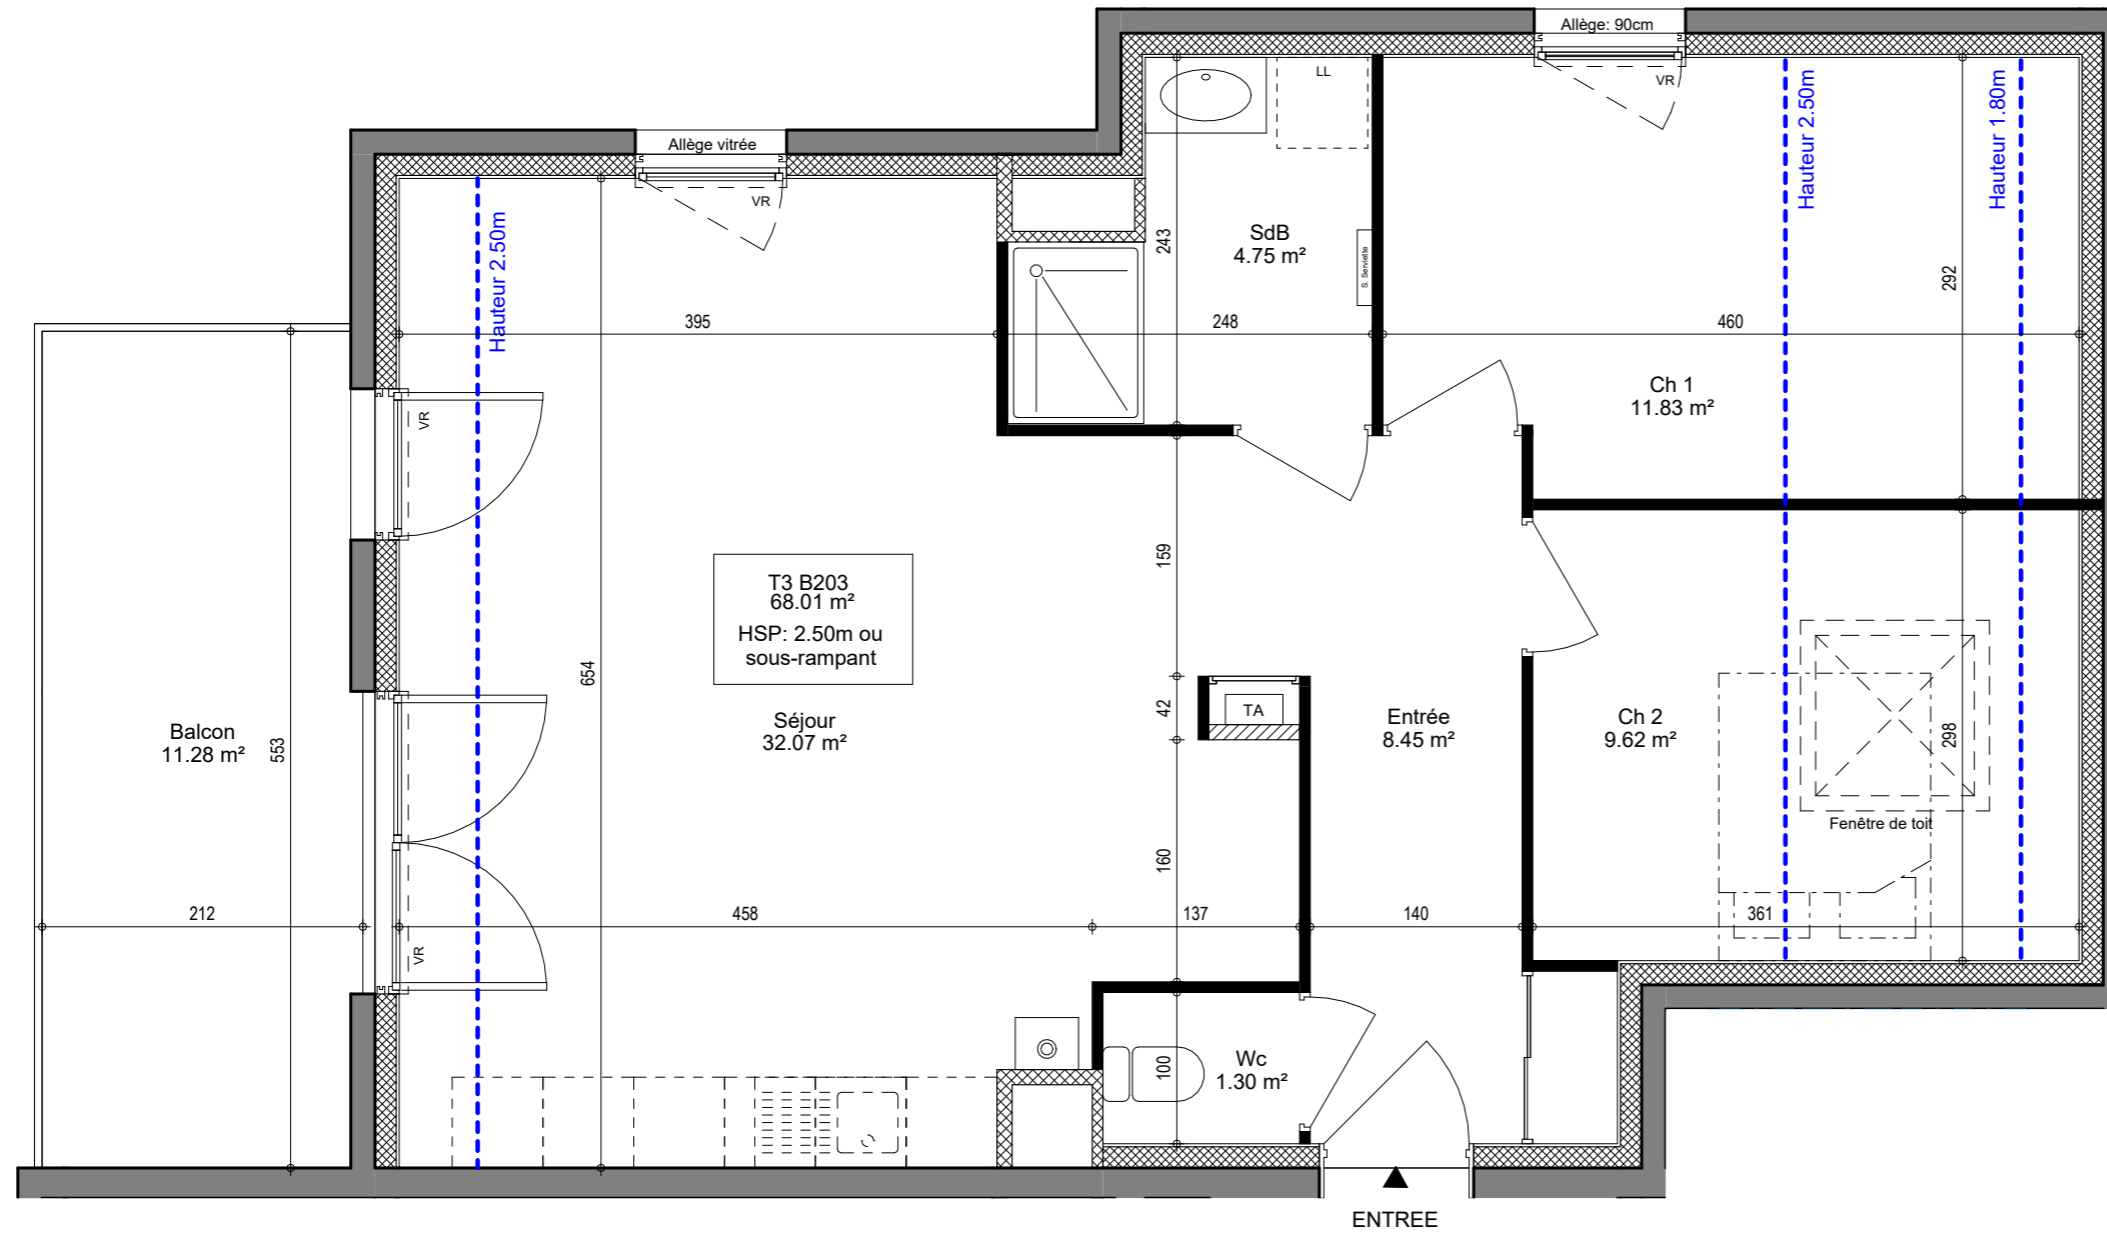 Allège: 90cm
VR
LL
Hauteur 2.50m
Hauteur 1.80m
Allège vitrée
VR
Hauteur 2.50m
243
SdB
4.75 m²
S. Serviette
292
395
248
460
Ch 1
11.83 m²
VR
T3 B203
68.01 m²
HSP: 2.50m ou
sous-rampant
159
654
42
TA
Balcon
11.28 m²
553
Séjour
32.07 m²
Entrée
8.45 m²
Ch 2
9.62 m²
298
Fenêtre de toit
160
212
458
137
140
361
VR
100
Wc
1.30 m²
ENTREE